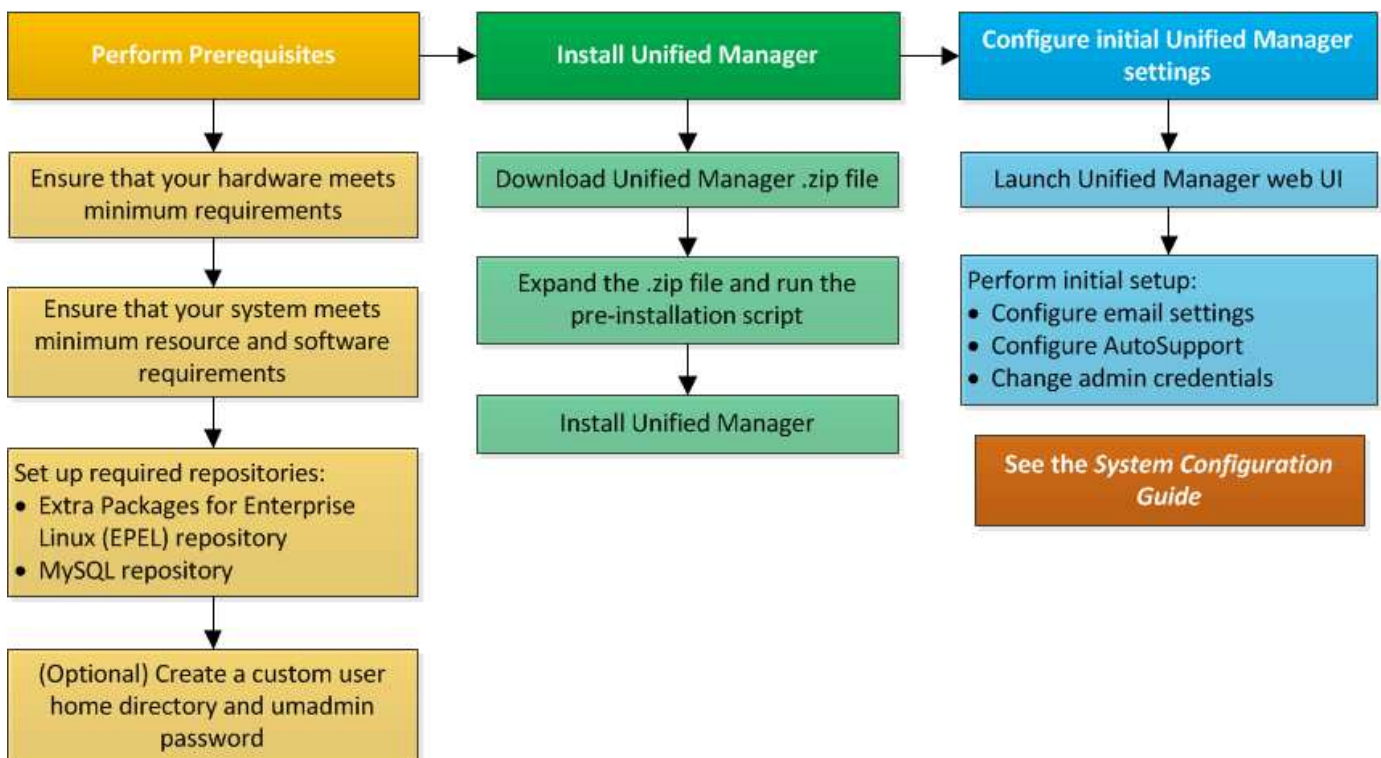 Perform Prerequisites
Install Unified Manager
Configure initial Unified Manager
settings
Ensure that your hardware meets
minimum requirements
Ensure that your system meets
minimum resource and software
requirements
Set up required repositories:
• Extra Packages for Enterprise
Linux (EPEL) repository
• MySQL repository
(Optional) Create a custom user
home directory and umadmin
password
Download Unified Manager .zip file
Expand the .zip file and run the
pre-installation script
Install Unified Manager
Launch Unified Manager web UI
Perform initial setup:
• Configure email settings
• Configure AutoSupport
• Change admin credentials
See the System Configuration
Guide